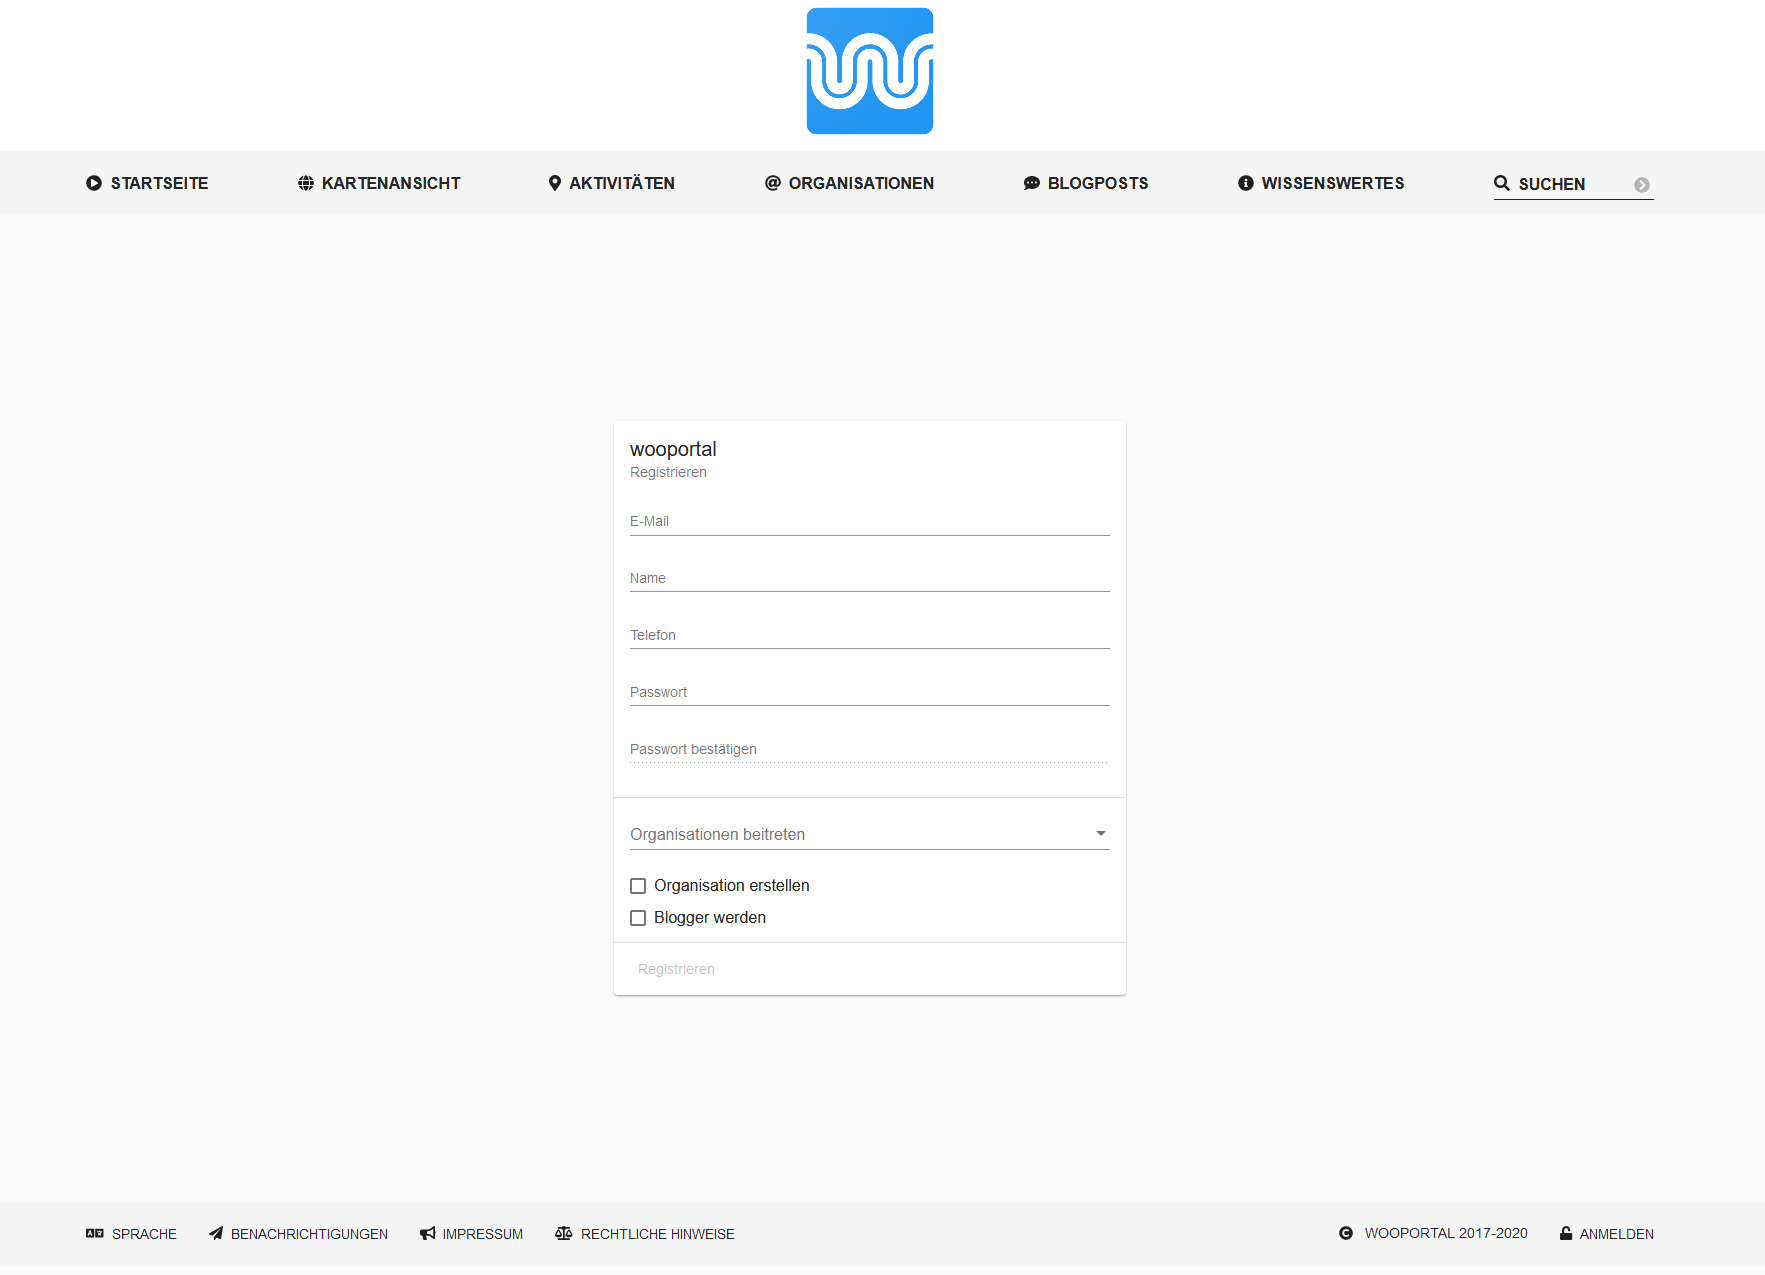 STARTSEITE KARTENANSICHT AKTIVITÄTEN ORGANISATIONEN BLOGPOSTS WISSENSWERTES SUCHEN
wooportal
Registrieren
E-Mail
Name
Telefon
Passwort
Passwort bestätigen
Organisationen beitreten
Organisation erstellen
Blogger werden
Registrieren
SPRACHE BENACHRICHTIGUNGEN IMPRESSUM RECHTLICHE HINWEISE WOOPORTAL 2017-2020 ANMELDEN